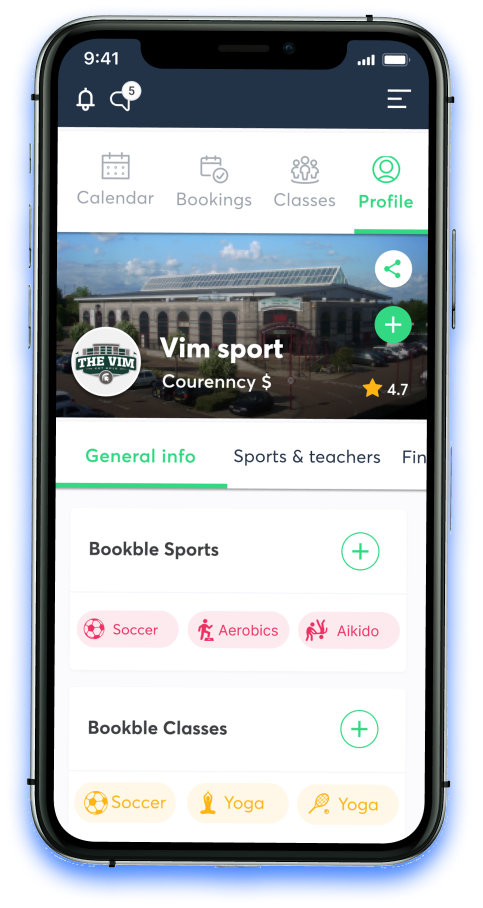 9:41
5
Calendar Bookings Classes Profile
THE VIM
Vim sport
Courenncy $
4.7
General info Sports & teachers Fin
Bookble Sports
Soccer Aerobics Aikido
Bookble Classes
Soccer Yoga Yoga